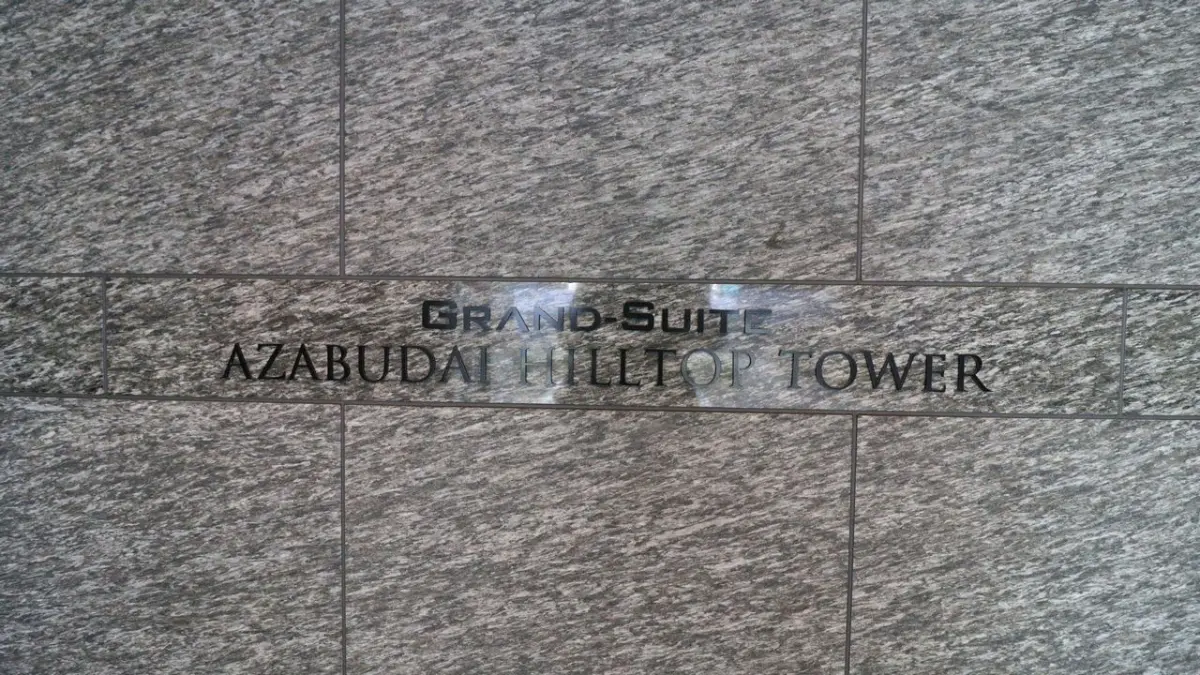 GRAND-SUITE
AZABUDAI HILLTOP TOWER